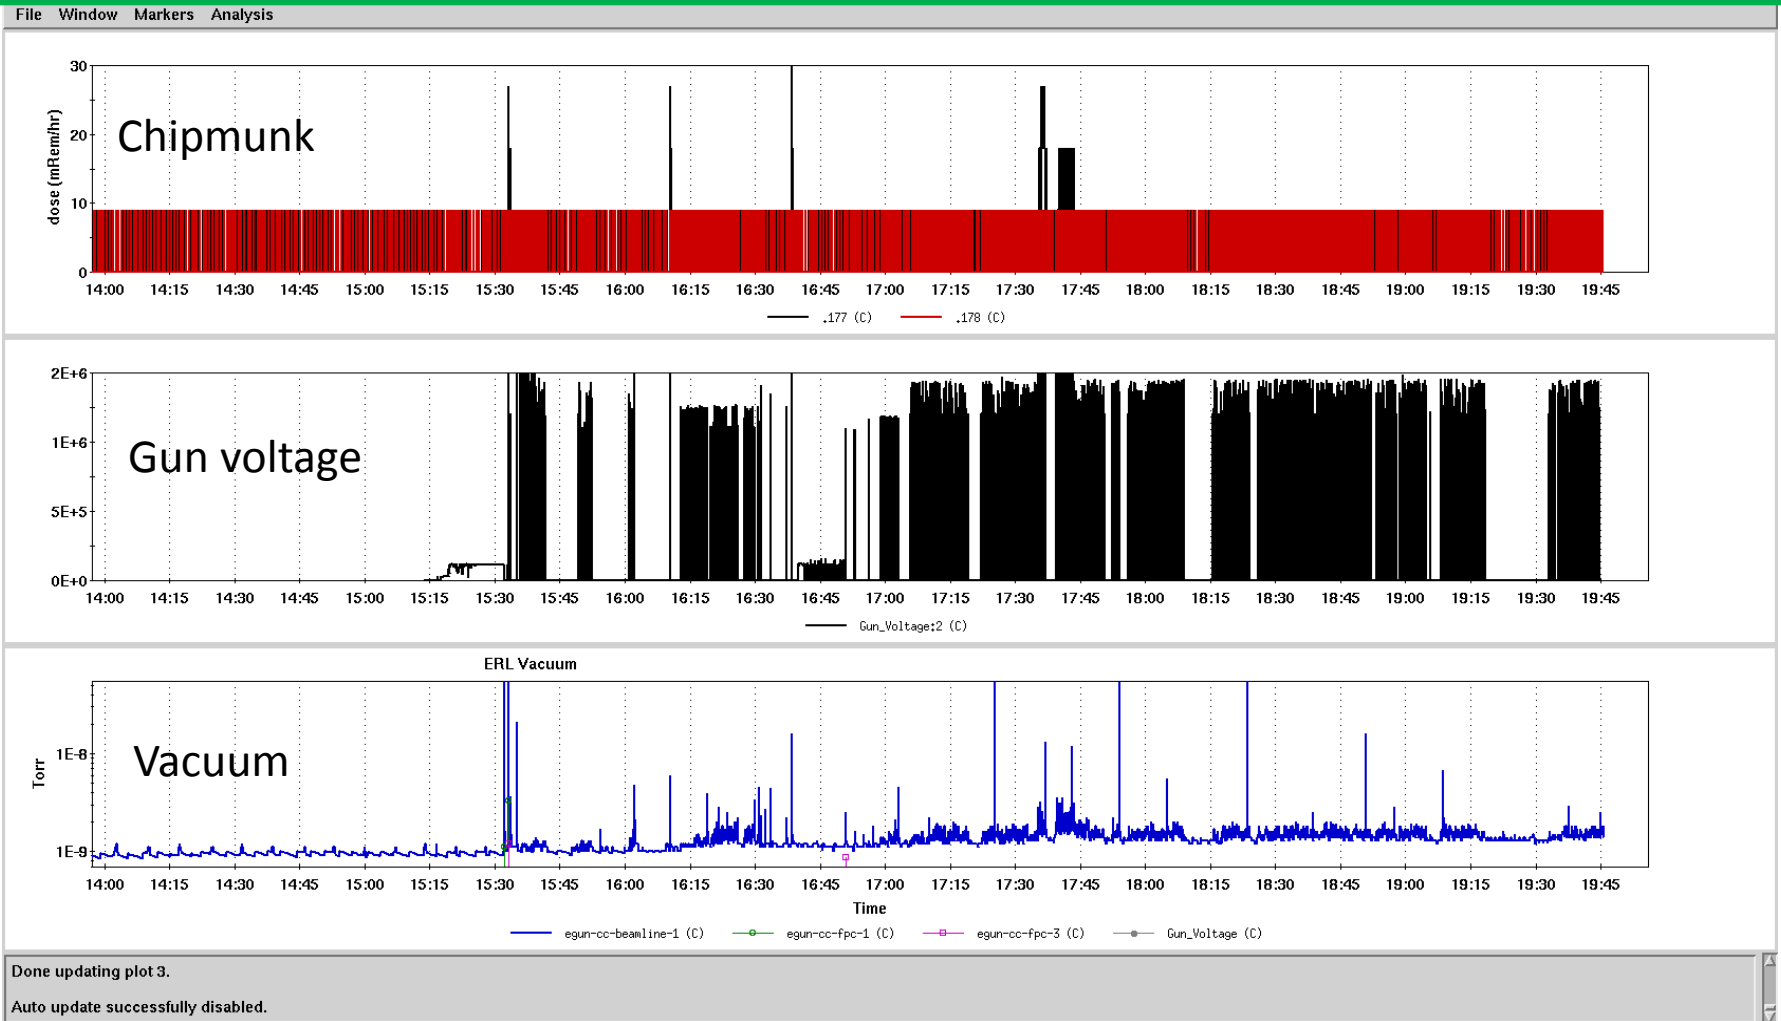 File Window Markers Analysis
30
20
10
0
dose (mRem/hr)
Chipmunk
14:00 14:15 14:30 14:45 15:00 15:15 15:30 15:45 16:00 16:15 16:30 16:45 17:00 17:15 17:30 17:45 18:00 18:15 18:30 18:45 19:00 19:15 19:30 19:45
.177 (C) .178 (C)
2E+6
1E+6
5E+5
0E+0
Gun voltage
14:00 14:15 14:30 14:45 15:00 15:15 15:30 15:45 16:00 16:15 16:30 16:45 17:00 17:15 17:30 17:45 18:00 18:15 18:30 18:45 19:00 19:15 19:30 19:45
Gun_Voltage:2 (C)
ERL Vacuum
1E-8
1E-9
Torr
Vacuum
14:00 14:15 14:30 14:45 15:00 15:15 15:30 15:45 16:00 16:15 16:30 16:45 17:00 17:15 17:30 17:45 18:00 18:15 18:30 18:45 19:00 19:15 19:30 19:45
Time
egun-cc-beamline-1 (C) egun-cc-fpc-1 (C) egun-cc-fpc-3 (C) Gun_Voltage (C)
Done updating plot 3.
Auto update successfully disabled.